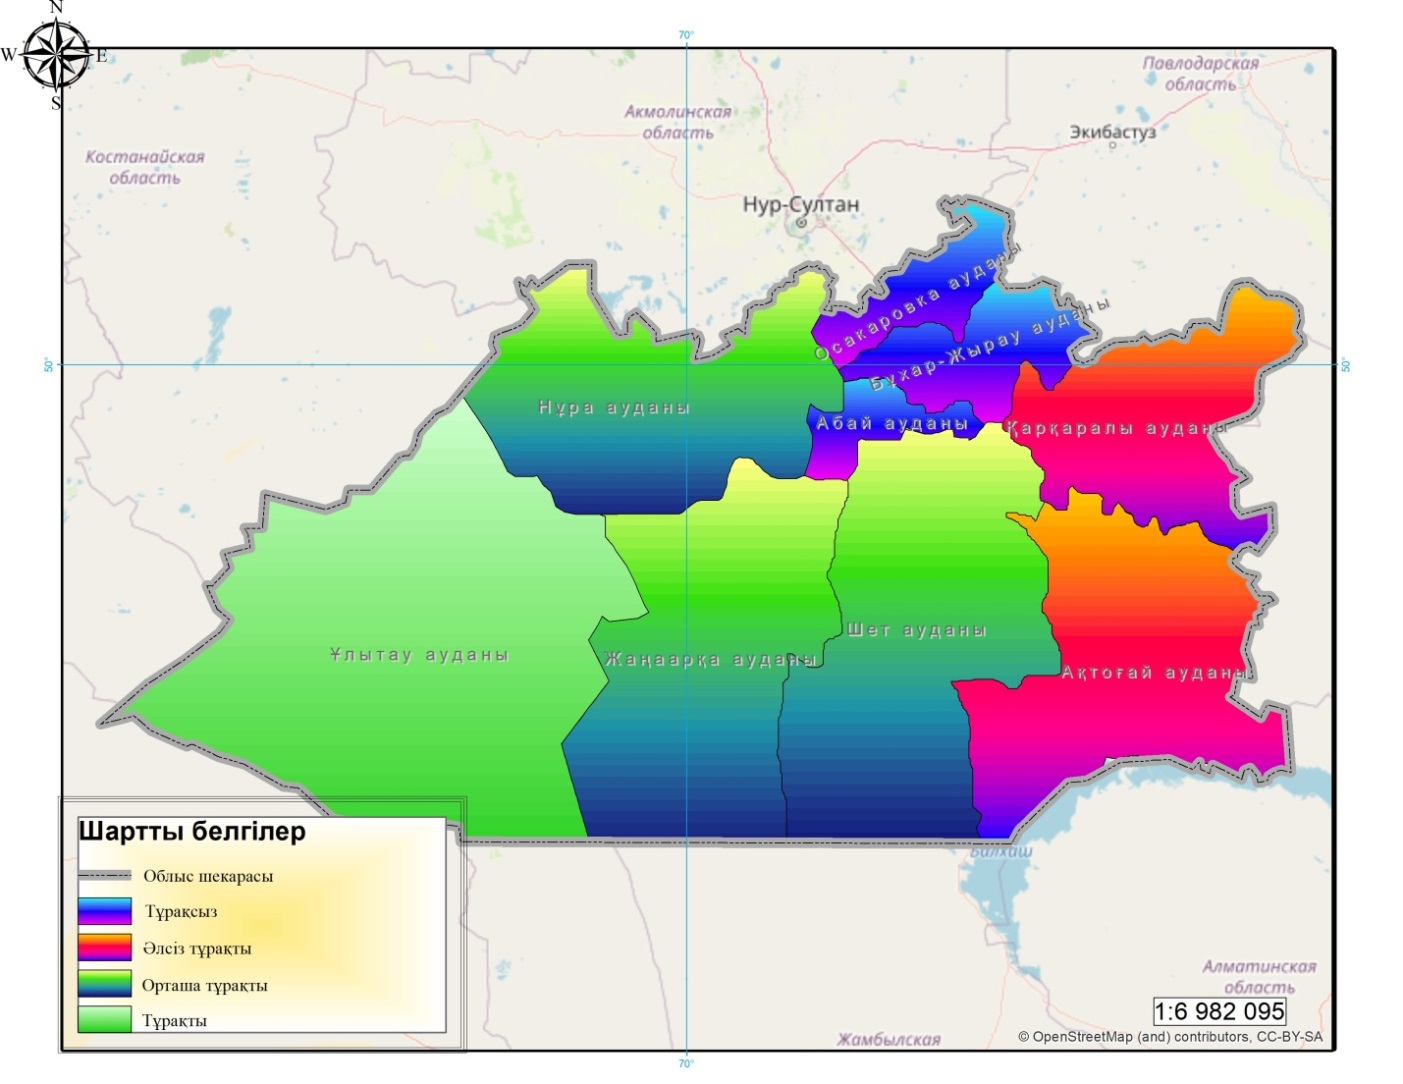 N
W E
S
70°
Павлодарская
область
Акмолинская
область
Экибастуз
Костанайская
область
Нур-Султан
Осакаровка ауданы
Бұхар-Жырау ауданы
50°
50°
Нұра ауданы
Абай ауданы
Қарқаралы ауданы
Шет ауданы
Ұлытау ауданы
Жаңаарқа ауданы
Ақтоғай ауданы
Балхаш
Шартты белгілер
Облыс шекарасы
Тұрақсыз
Әлсіз тұрақты
Орташа тұрақты
Тұрақты
Алматинская
область
1:6 982 095
Жамбылская
© OpenStreetMap (and) contributors, CC-BY-SA
70°